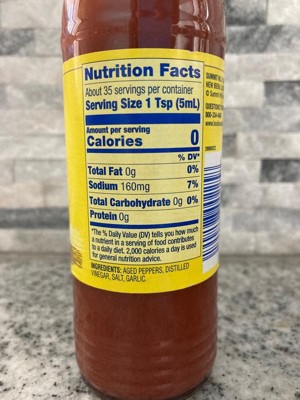 Nutrition Facts
About 35 servings per container
Serving Size 1 Tsp (5mL)
Amount per serving
Calories 0
% DV*
Total Fat 0g 0%
Sodium 160mg 7%
Total Carbohydrate 0g 0%
Protein 0g
*The % Daily Value (DV) tells you how much
a nutrient in a serving of food contributes
to a daily diet. 2,000 calories a day is used
for general nutrition advice.
INGREDIENTS: AGED PEPPERS, DISTILLED
VINEGAR, SALT, GARLIC.
SUMMIT
NEW
QUESTIONS